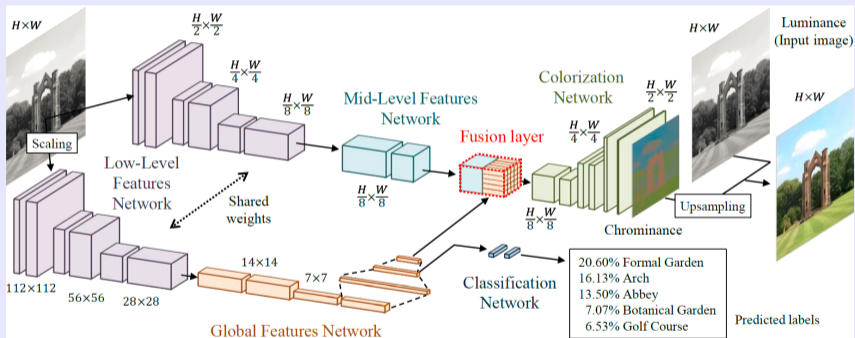 H×W
H/2 × W/2
H/4 × W/4
H/8 × W/8
Scaling
Low-Level
Features
Network
Shared
weights
112×112
56×56
28×28
14×14
7×7
Global Features Network
Mid-Level Features
Network
H/8 × W/8
Fusion layer
Colorization
Network
H/8 × W/8
H/4 × W/4
H/2 × W/2
Chrominance
Classification
Network
20.60% Formal Garden
16.13% Arch
13.50% Abbey
7.07% Botanical Garden
6.53% Golf Course
Predicted labels
H×W
Luminance
(Input image)
Upsampling
H×W